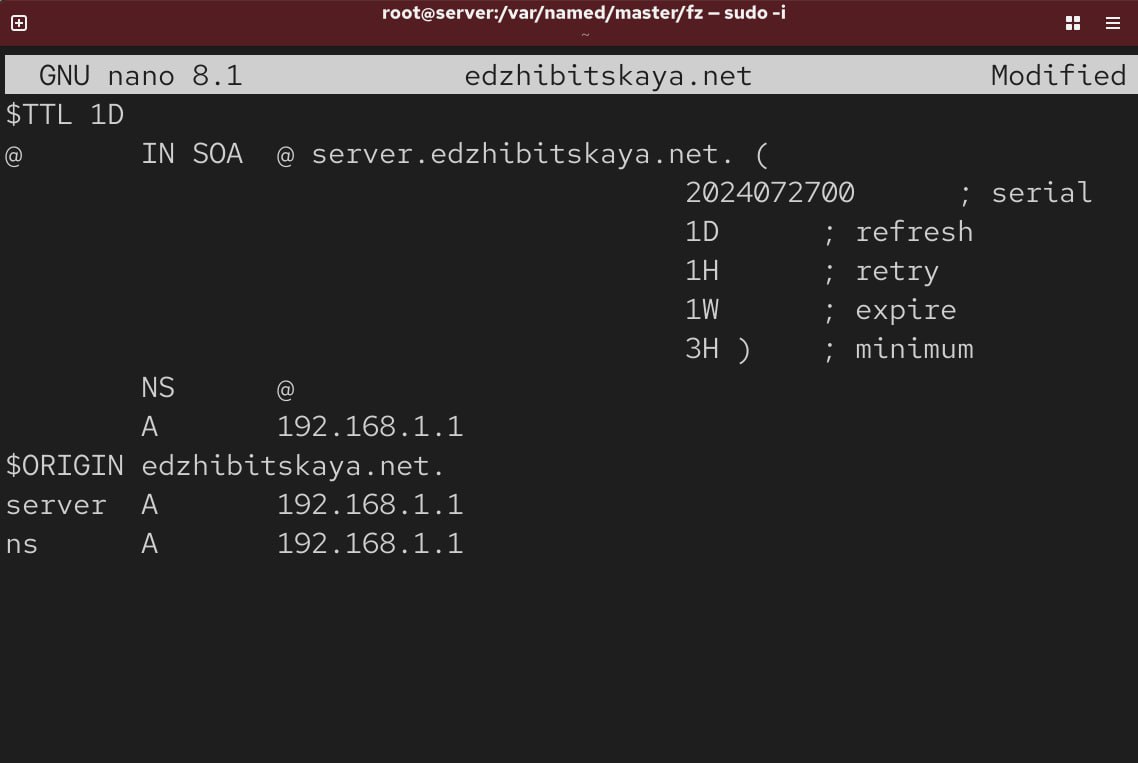 root@server:/var/named/master/fz — sudo -i
~
GNU nano 8.1 edzhibitskaya.net Modified
$TTL 1D
@ IN SOA @ server.edzhibitskaya.net. (
2024072700 ; serial
1D ; refresh
1H ; retry
1W ; expire
3H ) ; minimum
NS @
A 192.168.1.1
$ORIGIN edzhibitskaya.net.
server A 192.168.1.1
ns A 192.168.1.1